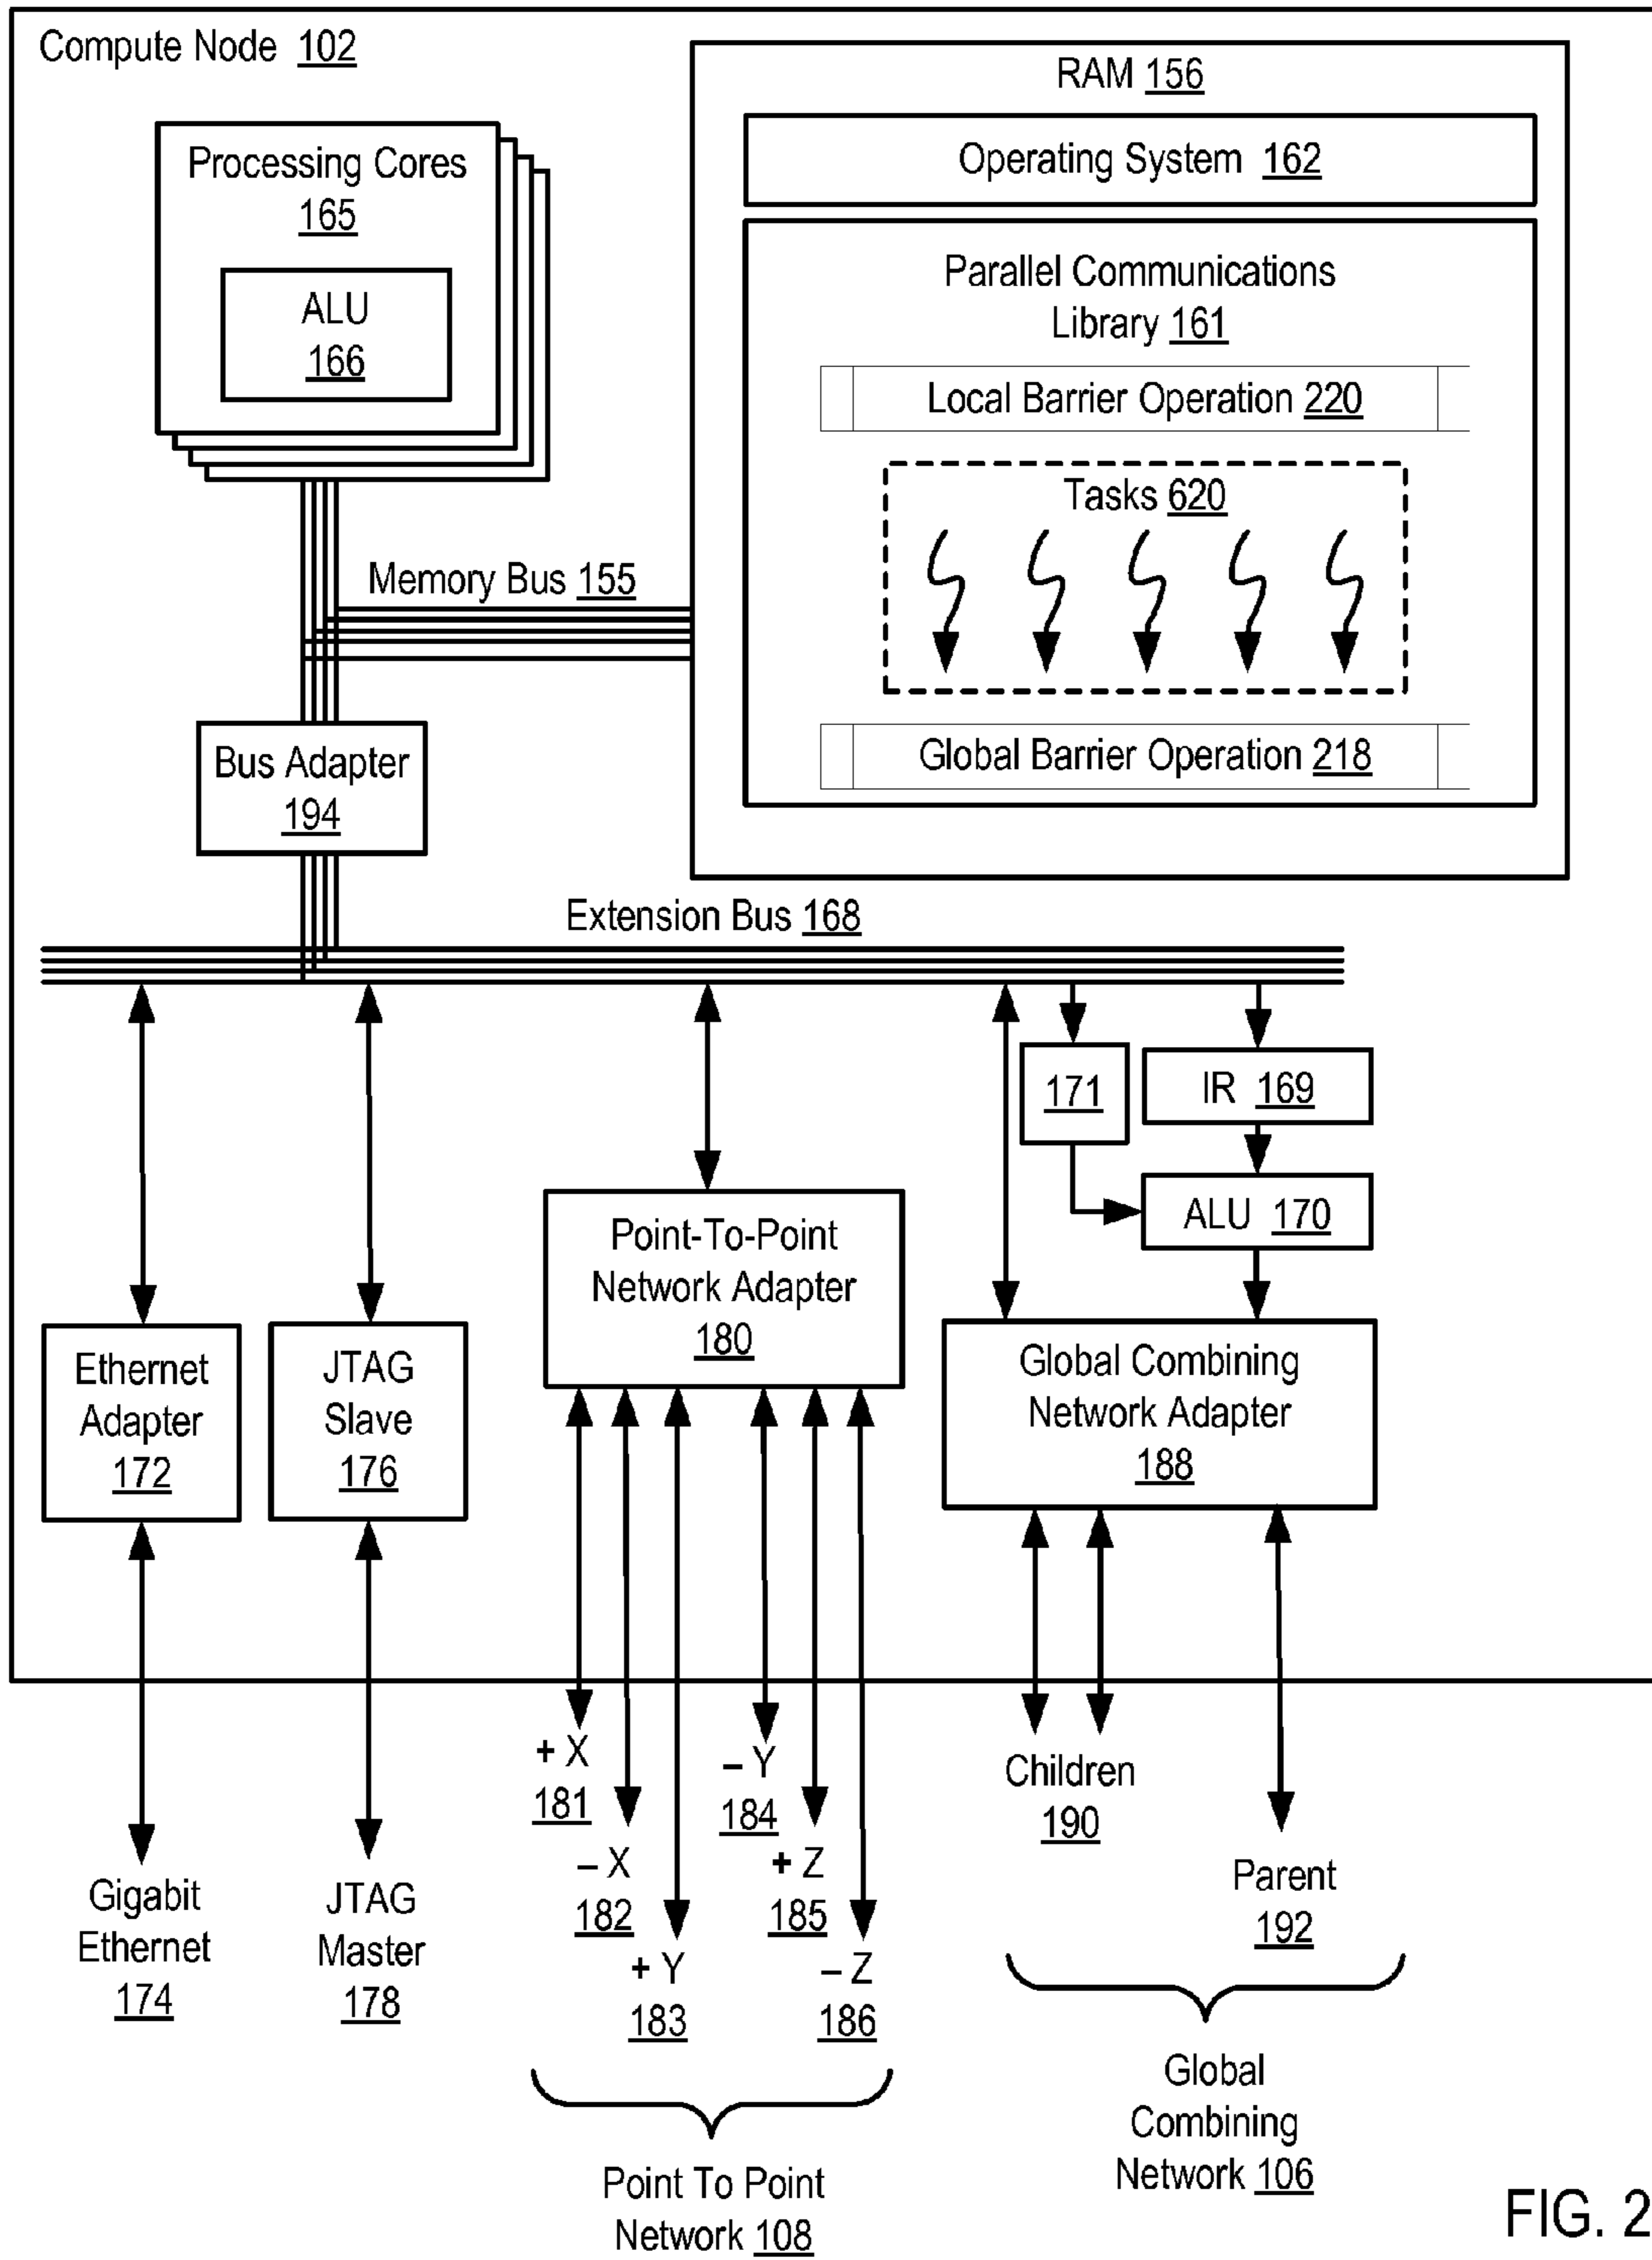 Compute Node 102
RAM 156
Operating System 162
Processing Cores
165
ALU
166
Parallel Communications
Library 161
Local Barrier Operation 220
Tasks 620
Global Barrier Operation 218
Memory Bus 155
Bus Adapter
194
Extension Bus 168
171
IR 169
ALU 170
Point-To-Point
Network Adapter
180
Ethernet
Adapter
172
JTAG
Slave
176
Global Combining
Network Adapter
188
+ X
181
– X
182
+ Y
183
– Y
184
+ Z
185
– Z
186
Children
190
Parent
192
Gigabit
Ethernet
174
JTAG
Master
178
Point To Point
Network 108
Global
Combining
Network 106
FIG. 2